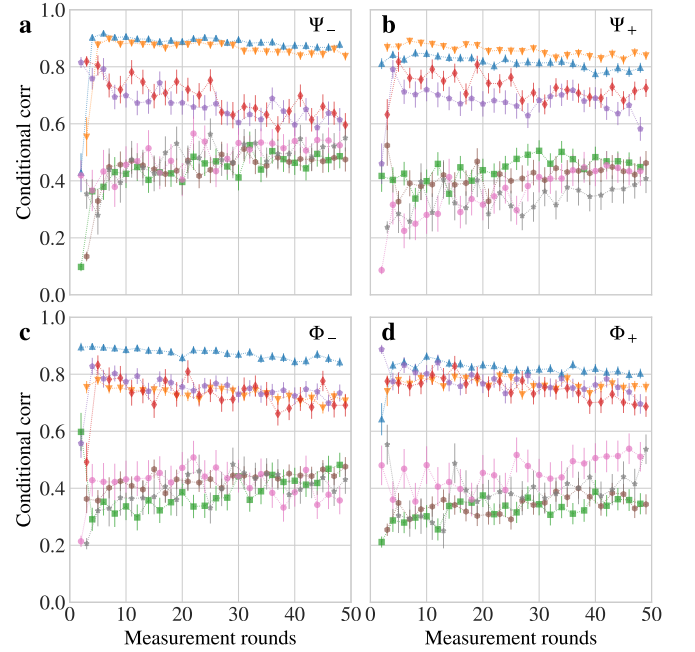 a Ψ₋ b Ψ₊
1.0
0.8
0.6
0.4
0.2
0.0
Conditional corr
c Φ₋ d Φ₊
1.0
0.8
0.6
0.4
0.2
0.0
Conditional corr
0 10 20 30 40 50 0 10 20 30 40 50
Measurement rounds Measurement rounds